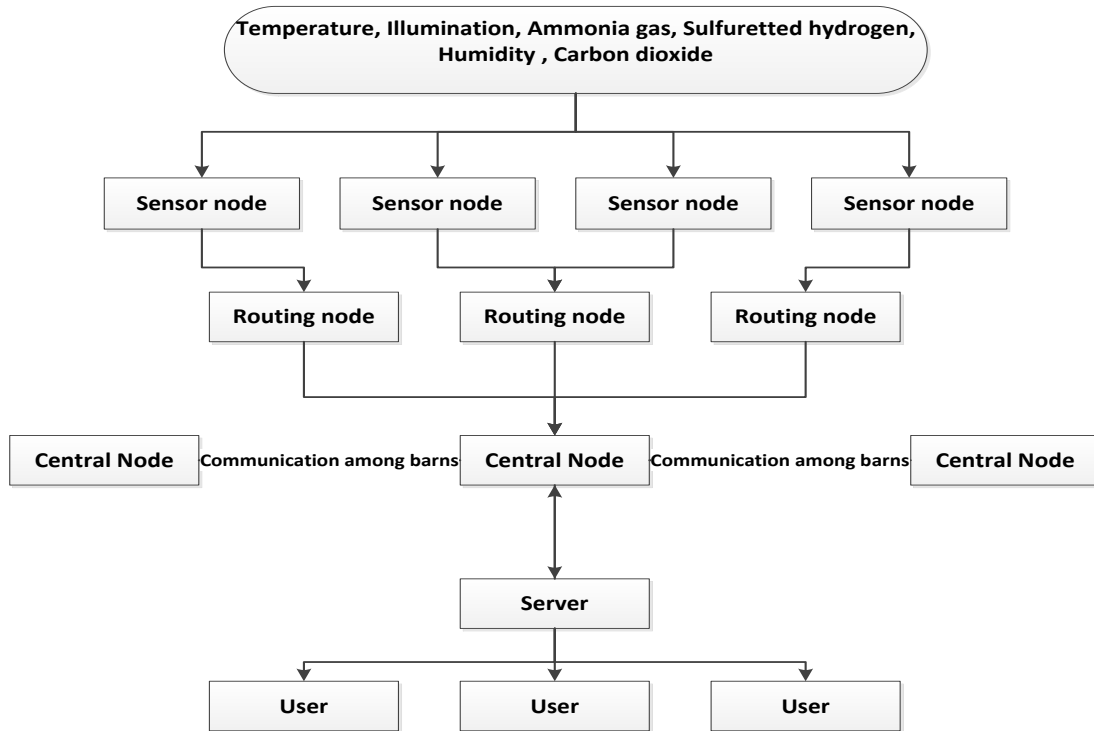 Temperature, Illumination, Ammonia gas, Sulfuretted hydrogen,
Humidity , Carbon dioxide
Sensor node
Sensor node
Sensor node
Sensor node
Routing node
Routing node
Routing node
Central Node
Communication among barns
Central Node
Communication among barns
Central Node
Server
User
User
User